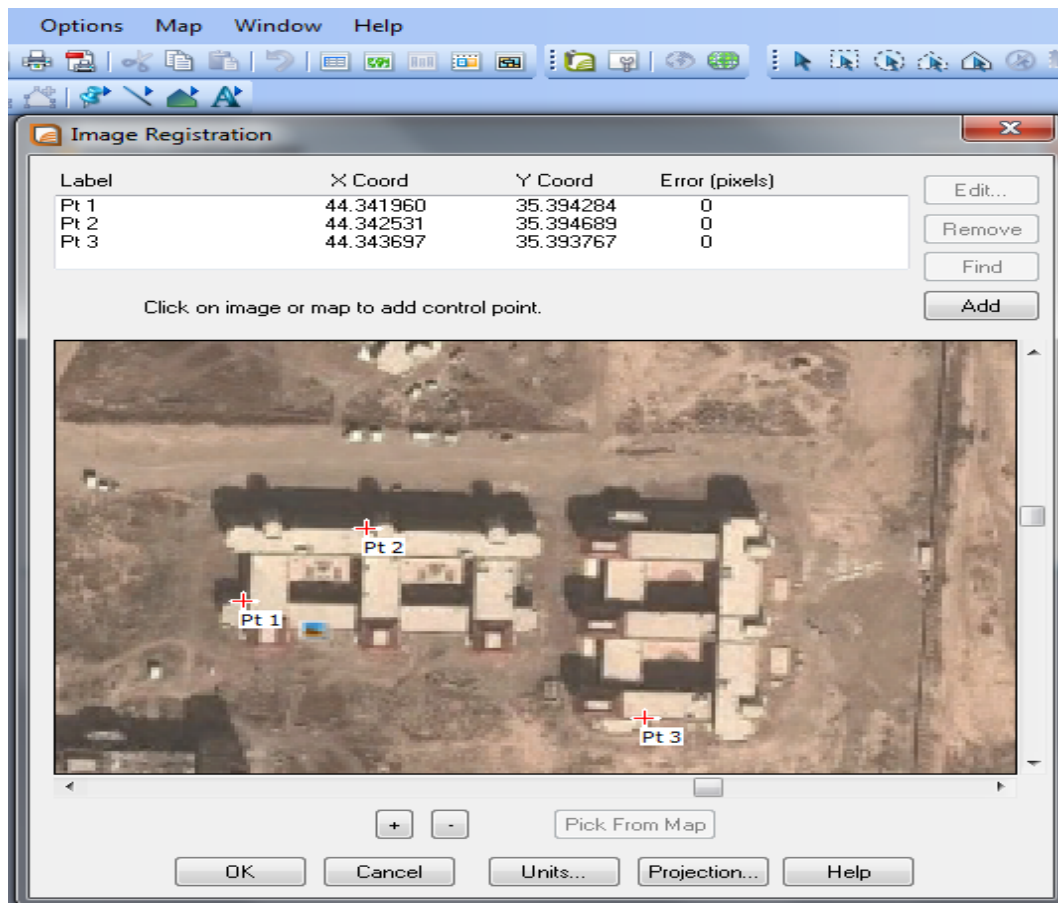 Options Map Window Help
Image Registration
Label X Coord Y Coord Error (pixels)
Pt 1 44.341960 35.394284 0
Pt 2 44.342531 35.394689 0
Pt 3 44.343697 35.393767 0
Edit...
Remove
Find
Click on image or map to add control point.
Add
Pt 2
Pt 1
Pt 3
+ - Pick From Map
OK Cancel Units... Projection... Help